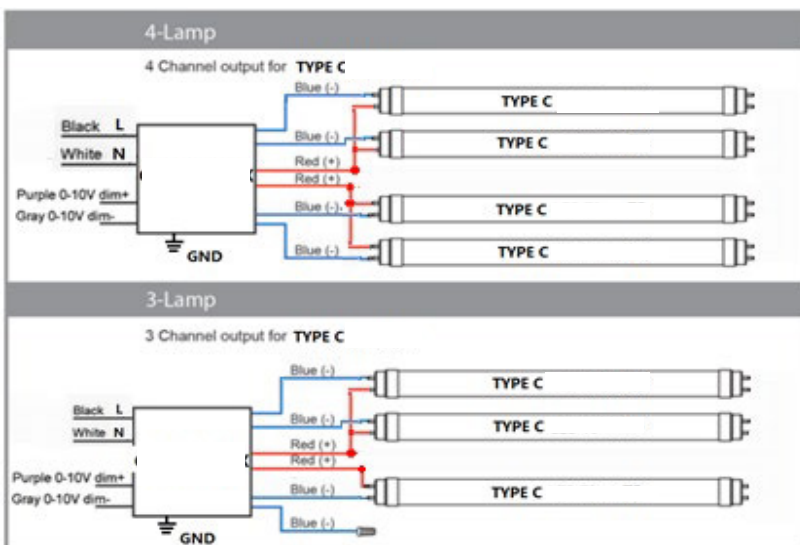 4-Lamp
4 Channel output for TYPE C
Blue (-)
TYPE C
Black L
Blue (-)
TYPE C
White N
Red (+)
Red (+)
Purple 0-10V dim+
Blue (-)
TYPE C
Gray 0-10V dim-
GND
Blue (-)
TYPE C
3-Lamp
3 Channel output for TYPE C
Blue (-)
TYPE C
Black L
Blue (-)
TYPE C
White N
Red (+)
Red (+)
Purple 0-10V dim+
Blue (-)
TYPE C
Gray 0-10V dim-
Blue (-)
GND